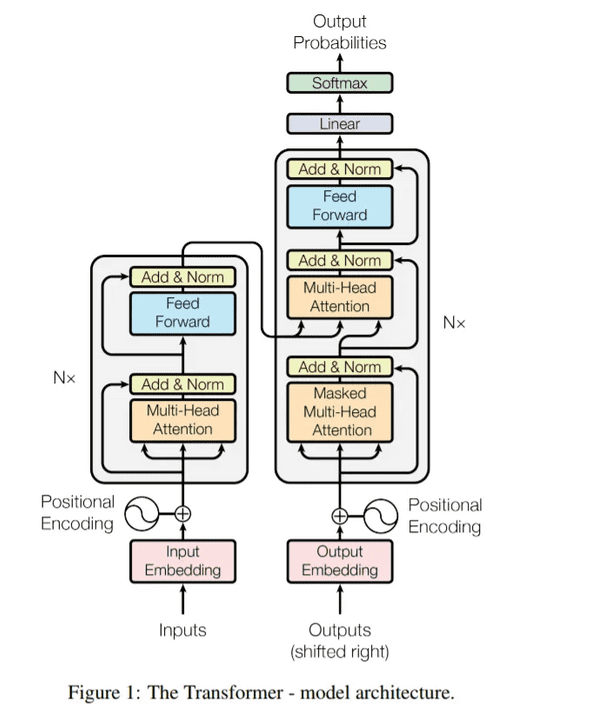 Output
Probabilities
Softmax
Linear
Add & Norm
Feed
Forward
Add & Norm
Multi-Head
Attention
Nx
Add & Norm
Masked
Multi-Head
Attention
Add & Norm
Feed
Forward
Nx
Add & Norm
Multi-Head
Attention
Positional
Encoding
Positional
Encoding
Input
Embedding
Output
Embedding
Inputs
Outputs
(shifted right)
Figure 1: The Transformer - model architecture.